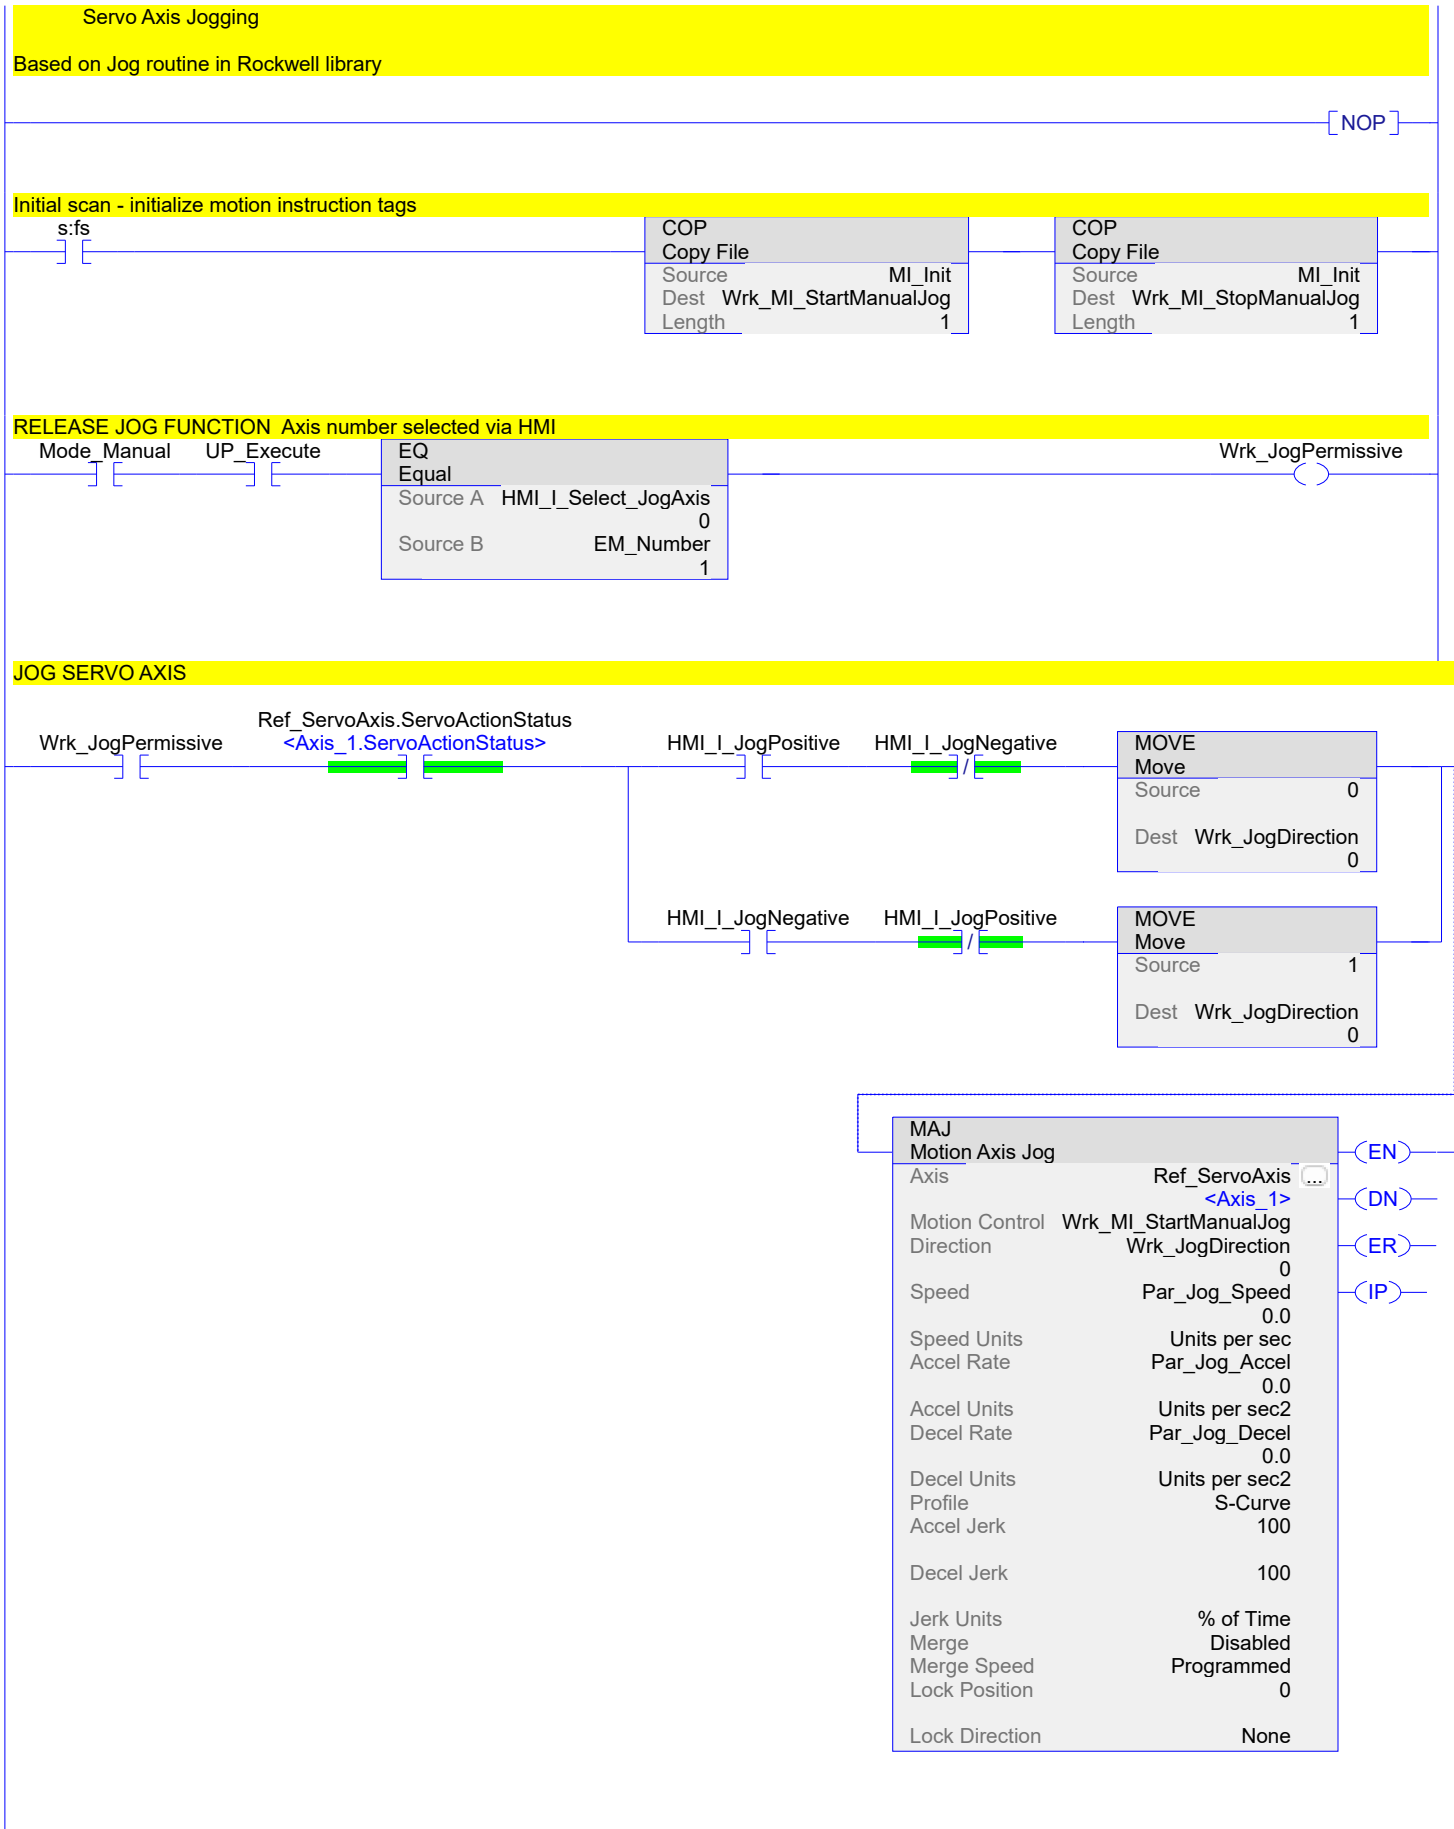 Servo Axis Jogging
Based on Jog routine in Rockwell library
NOP
Initial scan - initialize motion instruction tags
s:fs
COP
Copy File
Source MI_Init
Dest Wrk_MI_StartManualJog
Length 1
COP
Copy File
Source MI_Init
Dest Wrk_MI_StopManualJog
Length 1
RELEASE JOG FUNCTION  Axis number selected via HMI
Mode_Manual
UP_Execute
EQ
Equal
Source A HMI_I_Select_JogAxis
0
Source B EM_Number
1
Wrk_JogPermissive
JOG SERVO AXIS
Wrk_JogPermissive
Ref_ServoAxis.ServoActionStatus
<Axis_1.ServoActionStatus>
HMI_I_JogPositive
HMI_I_JogNegative
/
MOVE
Move
Source 0
Dest Wrk_JogDirection
0
HMI_I_JogNegative
HMI_I_JogPositive
/
MOVE
Move
Source 1
Dest Wrk_JogDirection
0
MAJ
Motion Axis Jog
Axis Ref_ServoAxis ...
<Axis_1>
Motion Control Wrk_MI_StartManualJog
Direction Wrk_JogDirection
0
Speed Par_Jog_Speed
0.0
Speed Units Units per sec
Accel Rate Par_Jog_Accel
0.0
Accel Units Units per sec2
Decel Rate Par_Jog_Decel
0.0
Decel Units Units per sec2
Profile S-Curve
Accel Jerk 100
Decel Jerk 100
Jerk Units % of Time
Merge Disabled
Merge Speed Programmed
Lock Position 0
Lock Direction None
EN
DN
ER
IP